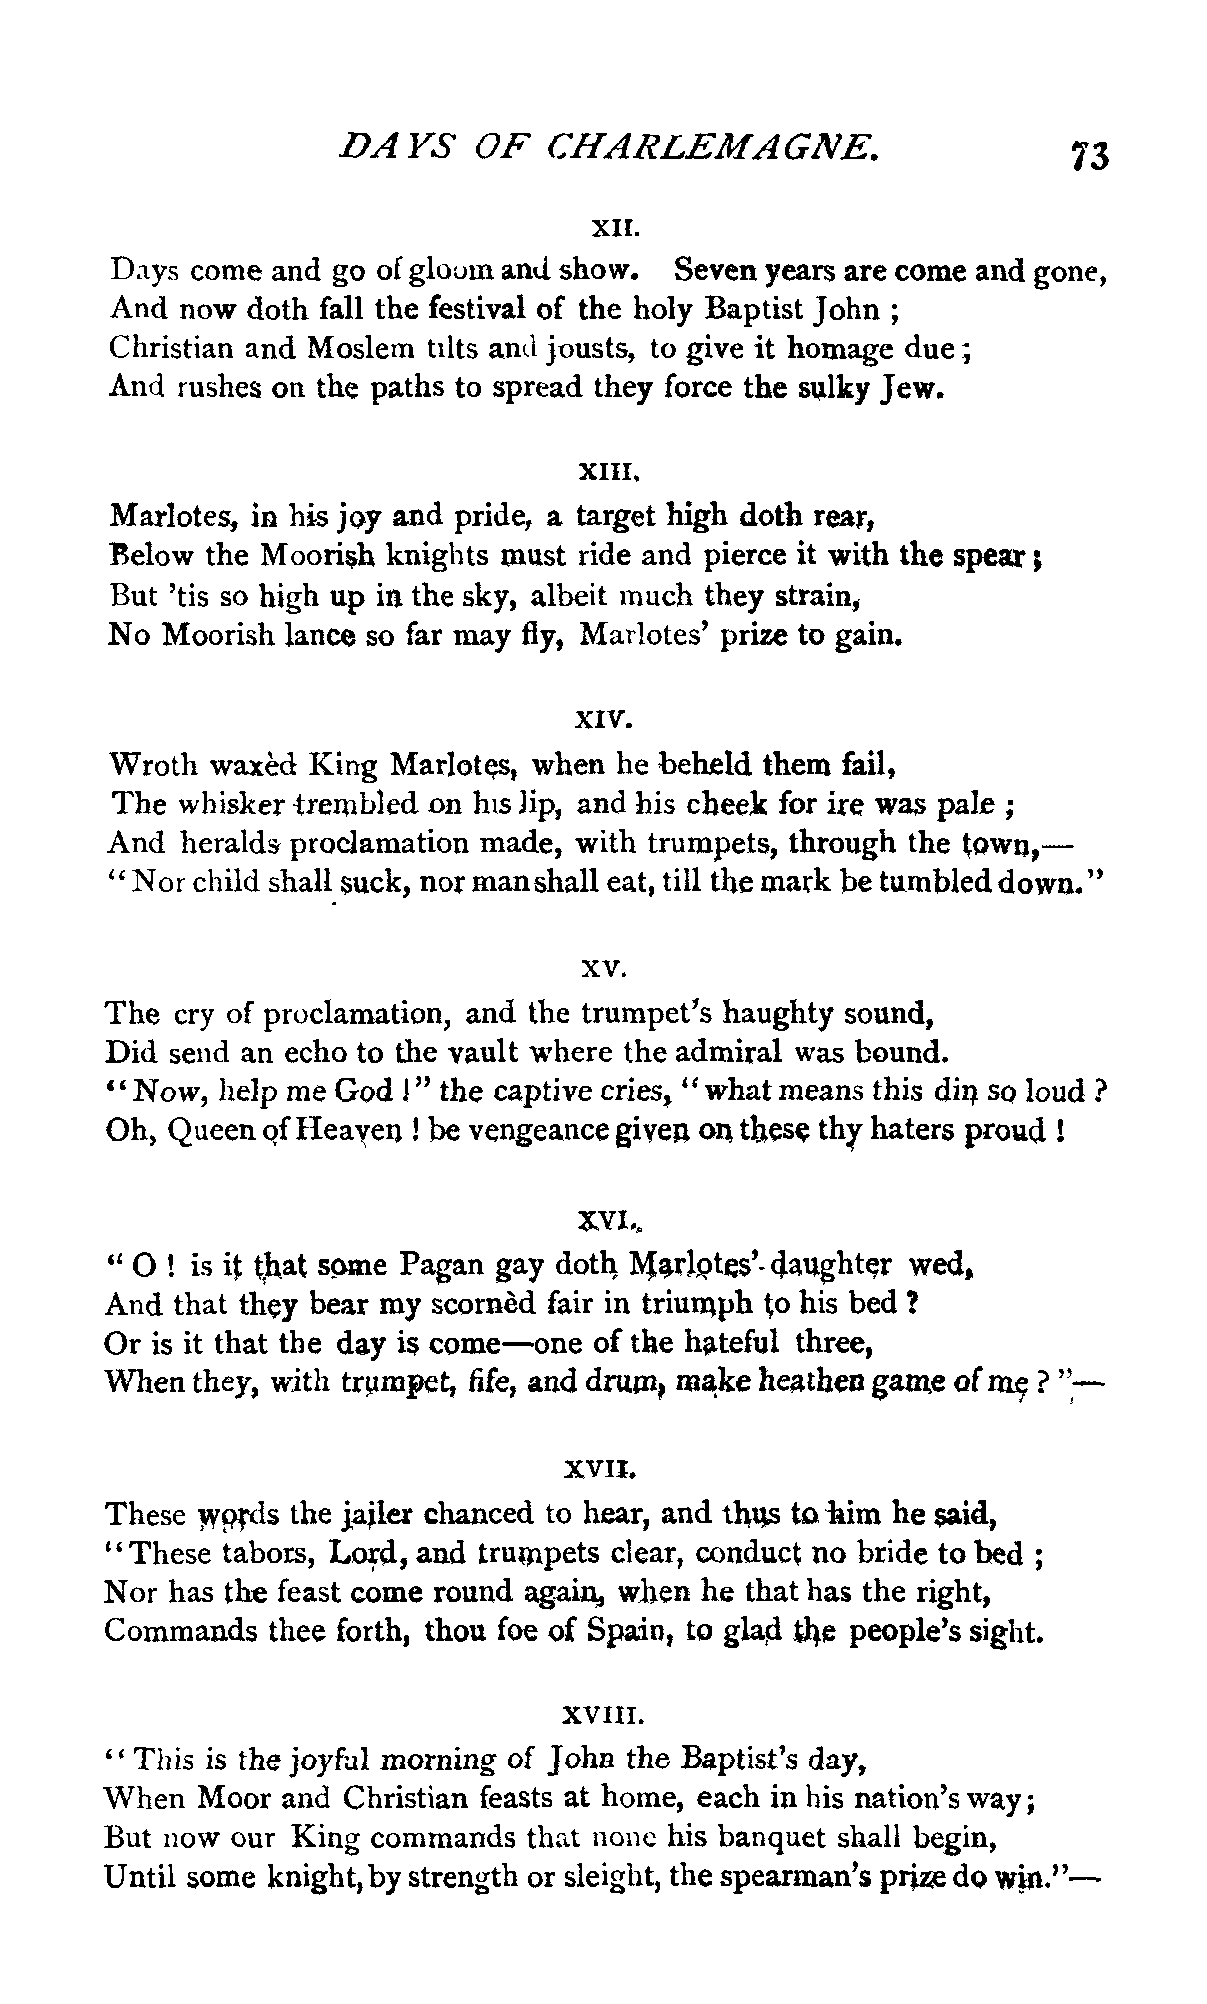 DAYS OF CHARLEMAGNE. 73
XII.
Days come and go of gloom and show. Seven years are come and gone,
And now doth fall the festival of the holy Baptist John ;
Christian and Moslem tilts and jousts, to give it homage due ;
And rushes on the paths to spread they force the sulky Jew.
XIII.
Marlotes, in his joy and pride, a target high doth rear,
Below the Moorish knights must ride and pierce it with the spear ;
But 'tis so high up in the sky, albeit much they strain,
No Moorish lance so far may fly, Marlotes' prize to gain.
XIV.
Wroth waxèd King Marlotes, when he beheld them fail,
The whisker trembled on his lip, and his cheek for ire was pale ;
And heralds proclamation made, with trumpets, through the town,—
“Nor child shall suck, nor man shall eat, till the mark be tumbled down.”
XV.
The cry of proclamation, and the trumpet's haughty sound,
Did send an echo to the vault where the admiral was bound.
“Now, help me God !” the captive cries, “what means this din so loud ?
Oh, Queen of Heaven ! be vengeance given on these thy haters proud !
XVI.
“ O ! is it that some Pagan gay doth Marlotes' daughter wed,
And that they bear my scornèd fair in triumph to his bed ?
Or is it that the day is come—one of the hateful three,
When they, with trumpet, fife, and drum, make heathen game of me ? ”—
XVII.
These words the jailer chanced to hear, and thus to him he said,
“These tabors, Lord, and trumpets clear, conduct no bride to bed ;
Nor has the feast come round again, when he that has the right,
Commands thee forth, thou foe of Spain, to glad the people's sight.
XVIII.
“This is the joyful morning of John the Baptist's day,
When Moor and Christian feasts at home, each in his nation's way ;
But now our King commands that none his banquet shall begin,
Until some knight, by strength or sleight, the spearman's prize do win.”—